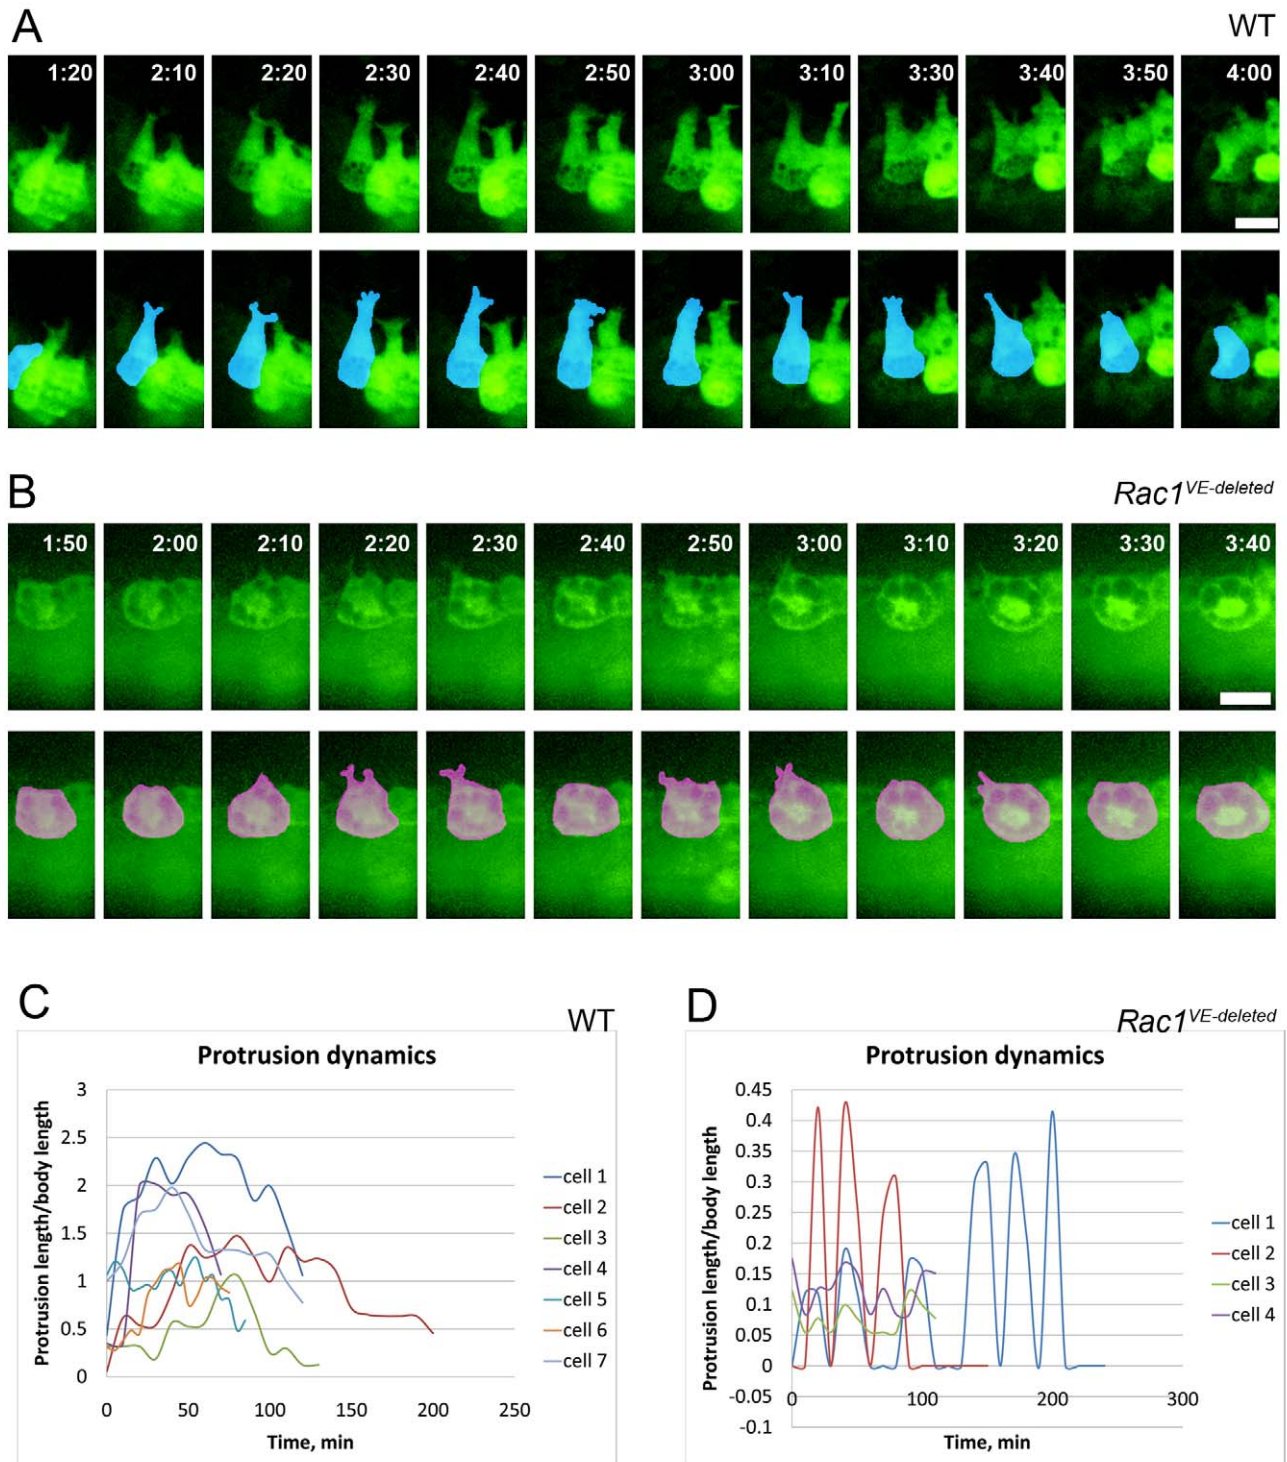 A
WT
1:20 2:10 2:20 2:30 2:40 2:50 3:00 3:10 3:30 3:40 3:50 4:00
B
Rac1VE-deleted
1:50 2:00 2:10 2:20 2:30 2:40 2:50 3:00 3:10 3:20 3:30 3:40
C
WT
Protrusion dynamics
Protrusion length/body length
3
2.5
2
1.5
1
0.5
0
0 50 100 150 200 250
Time, min
cell 1
cell 2
cell 3
cell 4
cell 5
cell 6
cell 7
D
Rac1VE-deleted
Protrusion dynamics
Protrusion length/body length
0.45
0.4
0.35
0.3
0.25
0.2
0.15
0.1
0.05
0
-0.05
-0.1
0 100 200 300
Time, min
cell 1
cell 2
cell 3
cell 4